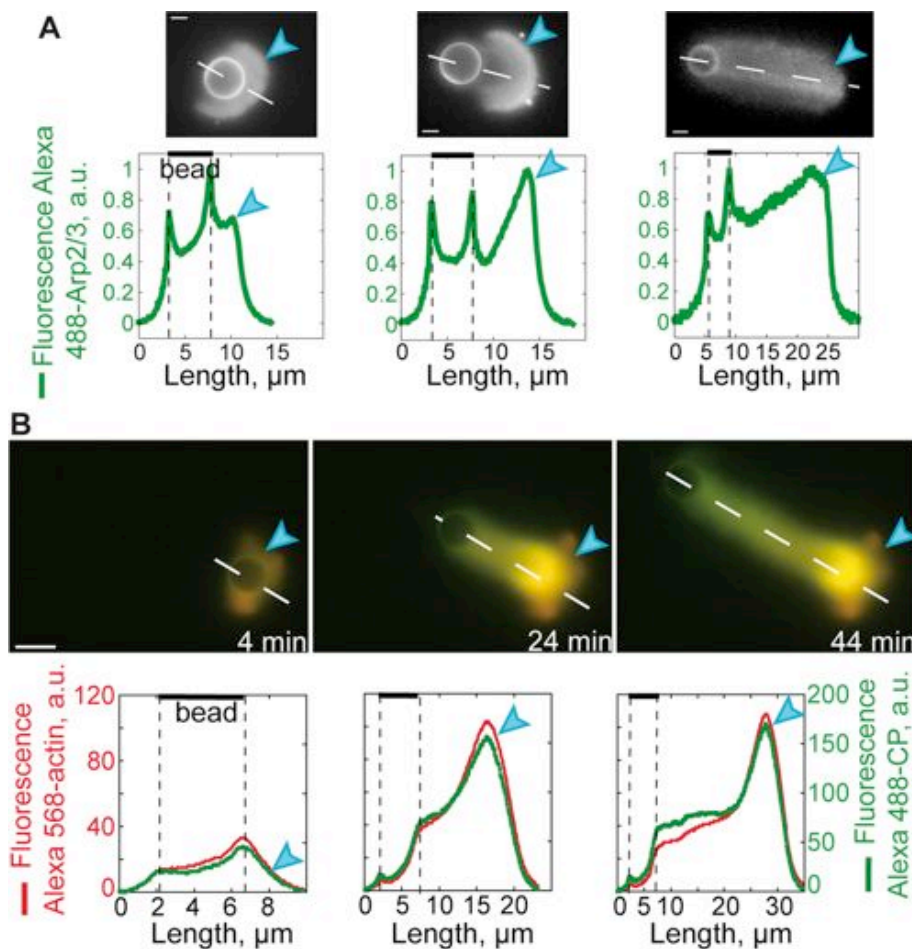 A
bead
Fluorescence Alexa
488-Arp2/3, a.u.
1
0.8
0.6
0.4
0.2
0
0 5 10 15
Length, µm
1
0.8
0.6
0.4
0.2
0
0 5 10 15
Length, µm
1
0.8
0.6
0.4
0.2
0
0 5 10 15 20 25
Length, µm
B
4 min
24 min
44 min
Fluorescence
Alexa 568-actin, a.u.
120
80
40
0
bead
0 2 4 6 8
Length, µm
0 5 10 15 20
Length, µm
0 5 10 20 30
Length, µm
200
150
100
50
0
Fluorescence
Alexa 488-CP, a.u.